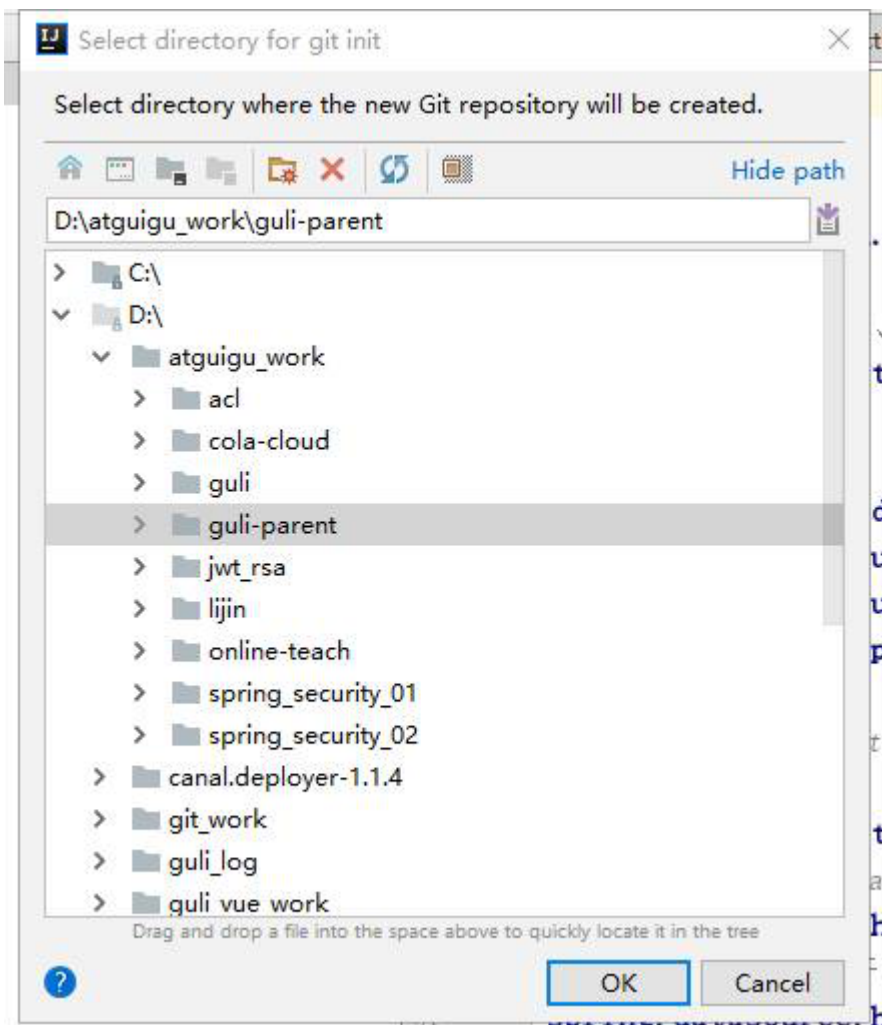 Select directory for git init
Select directory where the new Git repository will be created.
Hide path
D:\atguigu_work\guli-parent
C:\
D:\
atguigu_work
acl
cola-cloud
guli
guli-parent
jwt_rsa
lijin
online-teach
spring_security_01
spring_security_02
canal.deployer-1.1.4
git_work
guli_log
guli_vue_work
Drag and drop a file into the space above to quickly locate it in the tree
? OK Cancel